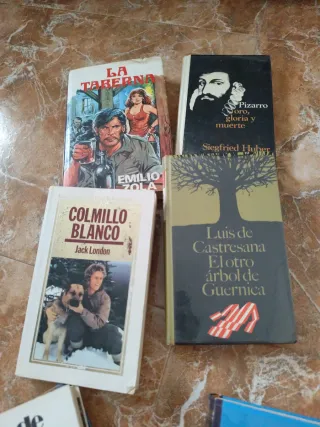 LA
TABERNA
EMILIO
ZOLA
Pizarro
oro,
gloria y
muerte
Siegfried Huber
COLMILLO
BLANCO
Jack London
Luis de
Castresana
El otro
árbol de
Guernica
de